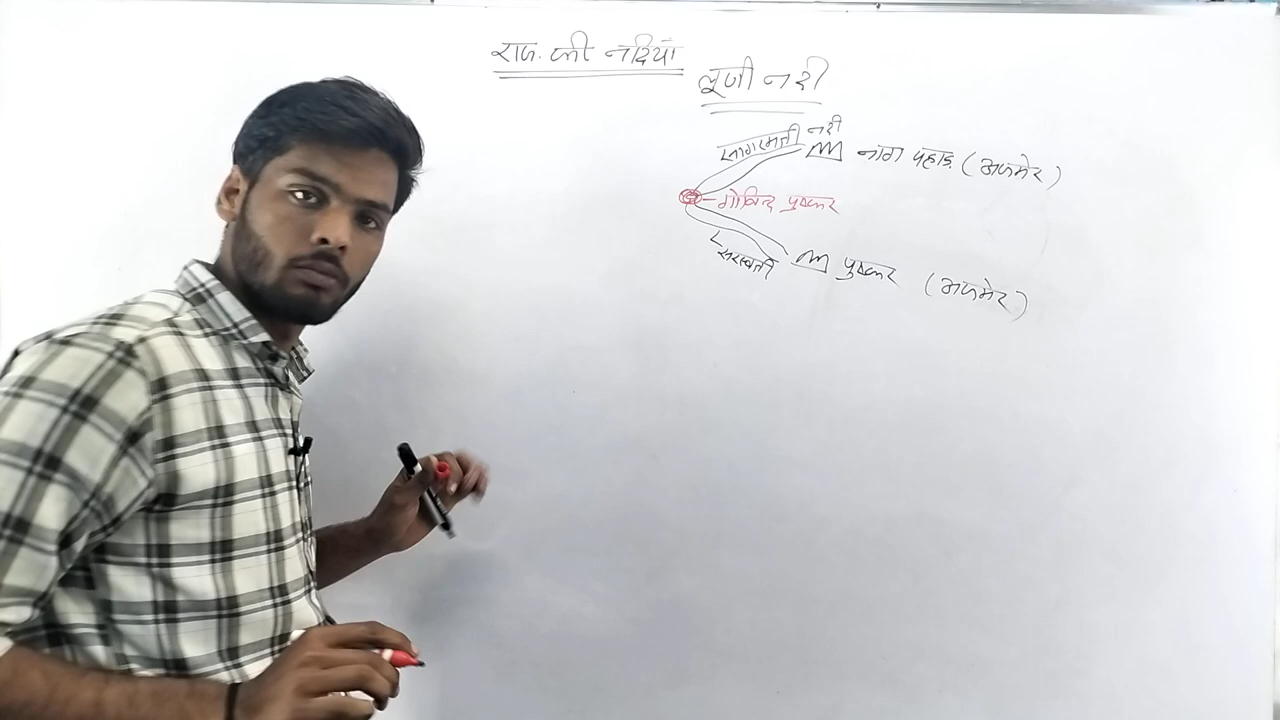 राज. की नदियां
लूणी नदी
सागरमती नदी
नाग पहाड़ (अजमेर)
गोविन्द पुष्कर
सरस्वती
पुष्कर (अजमेर)